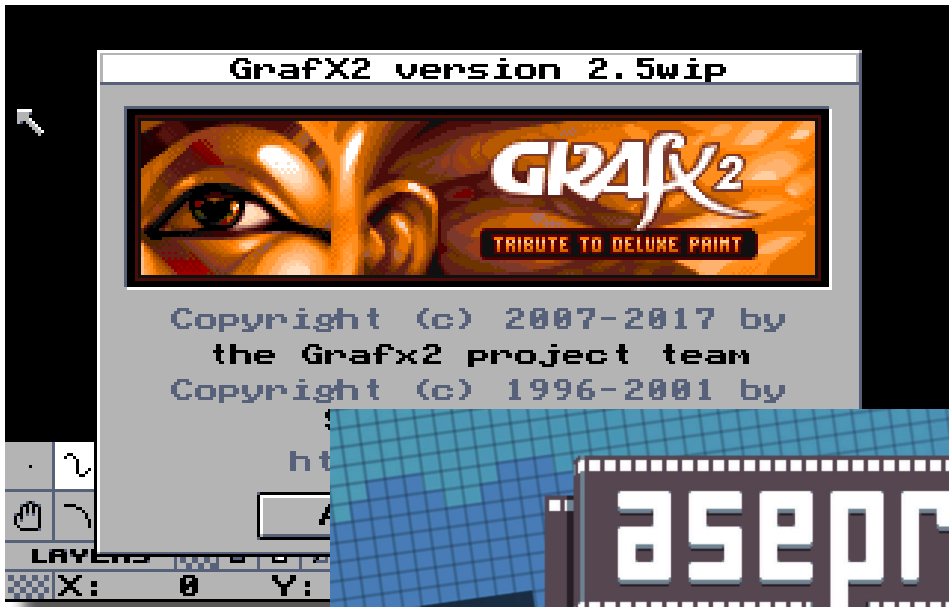 GrafX2 version 2.5wip
GRAFX2
TRIBUTE TO DELUXE PAINT
Copyright (c) 2007-2017 by
the Grafx2 project team
Copyright (c) 1996-2001 by
ht
asepr
LAYERS
X: 0 Y: